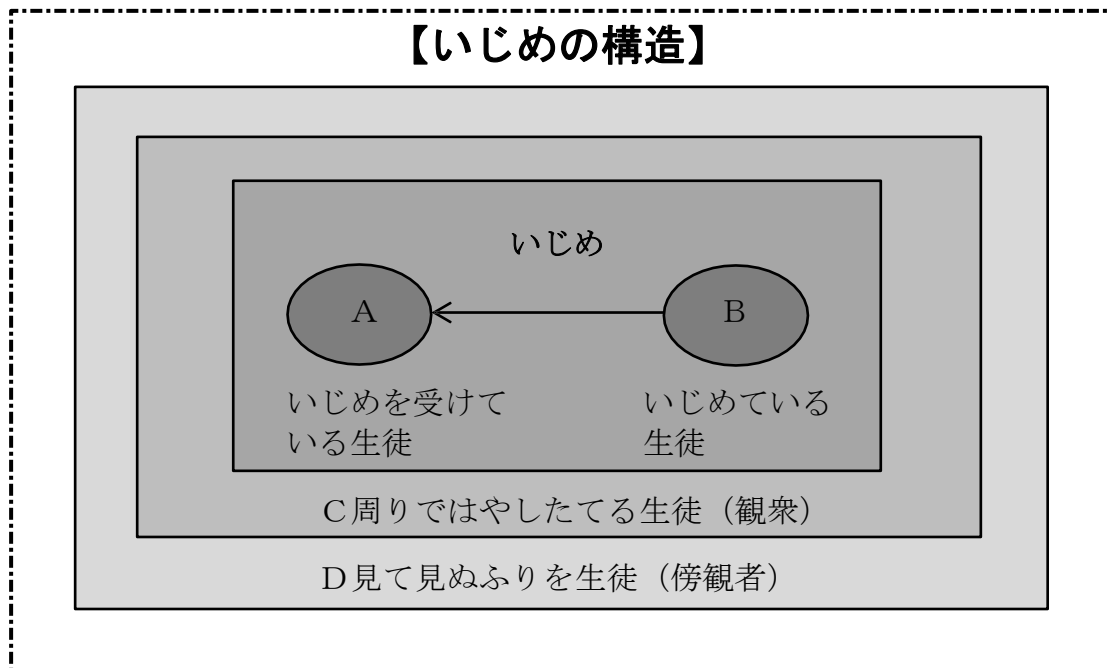 【いじめの構造】
いじめ
A
B
いじめを受けて
いる生徒
いじめている
生徒
C周りではやしたてる生徒（観衆）
D見て見ぬふりを生徒（傍観者）